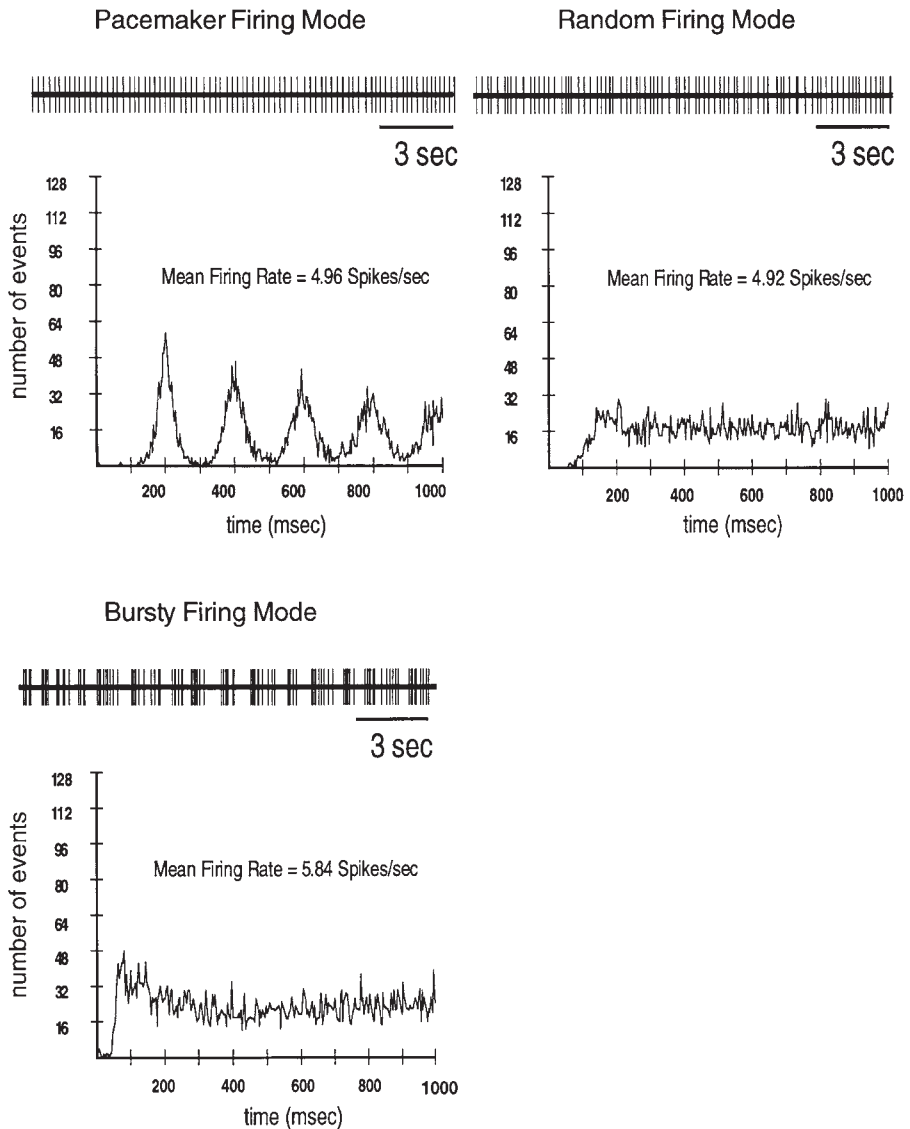 Pacemaker Firing Mode
3 sec
number of events
128
112
96
80
64
48
32
16
Mean Firing Rate = 4.96 Spikes/sec
200 400 600 800 1000
time (msec)
Random Firing Mode
3 sec
128
112
96
80
64
48
32
16
Mean Firing Rate = 4.92 Spikes/sec
200 400 600 800 1000
time (msec)
Bursty Firing Mode
3 sec
number of events
128
112
96
80
64
48
32
16
Mean Firing Rate = 5.84 Spikes/sec
200 400 600 800 1000
time (msec)